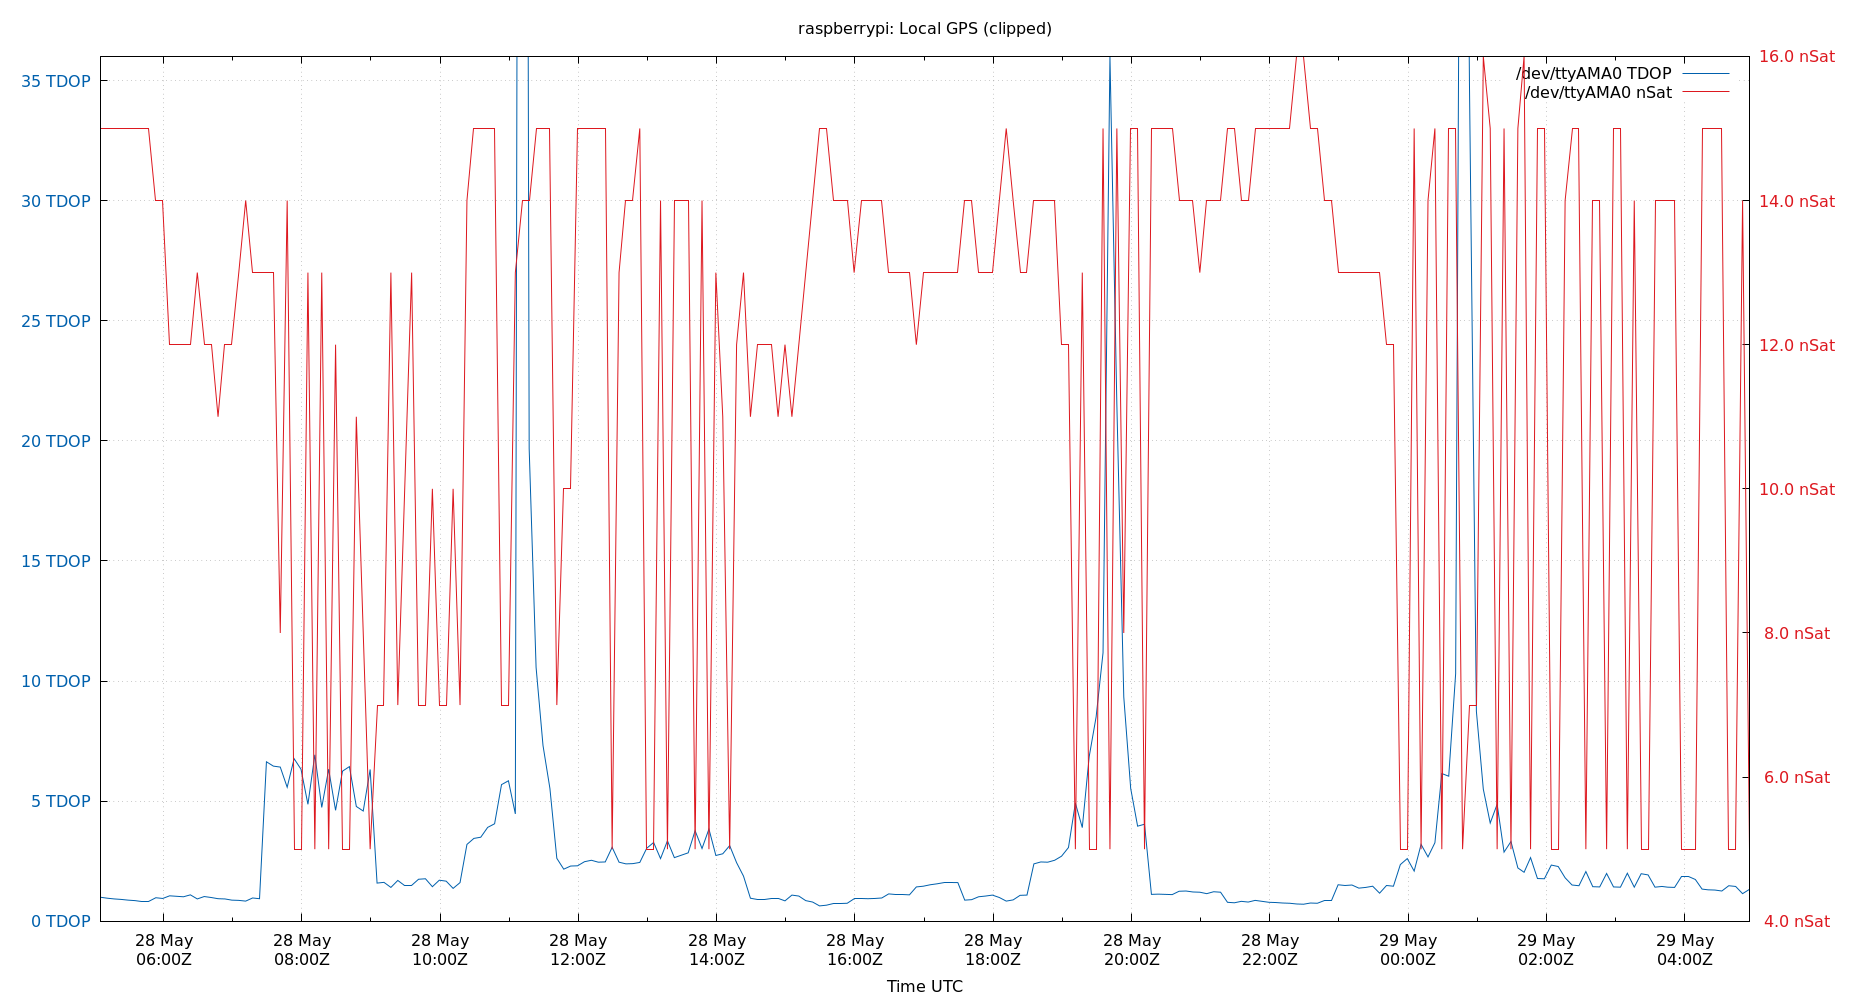 raspberrypi: Local GPS (clipped)
/dev/ttyAMA0 TDOP
/dev/ttyAMA0 nSat
35 TDOP
30 TDOP
25 TDOP
20 TDOP
15 TDOP
10 TDOP
5 TDOP
0 TDOP
16.0 nSat
14.0 nSat
12.0 nSat
10.0 nSat
8.0 nSat
6.0 nSat
4.0 nSat
28 May
06:00Z
28 May
08:00Z
28 May
10:00Z
28 May
12:00Z
28 May
14:00Z
28 May
16:00Z
28 May
18:00Z
28 May
20:00Z
28 May
22:00Z
29 May
00:00Z
29 May
02:00Z
29 May
04:00Z
Time UTC